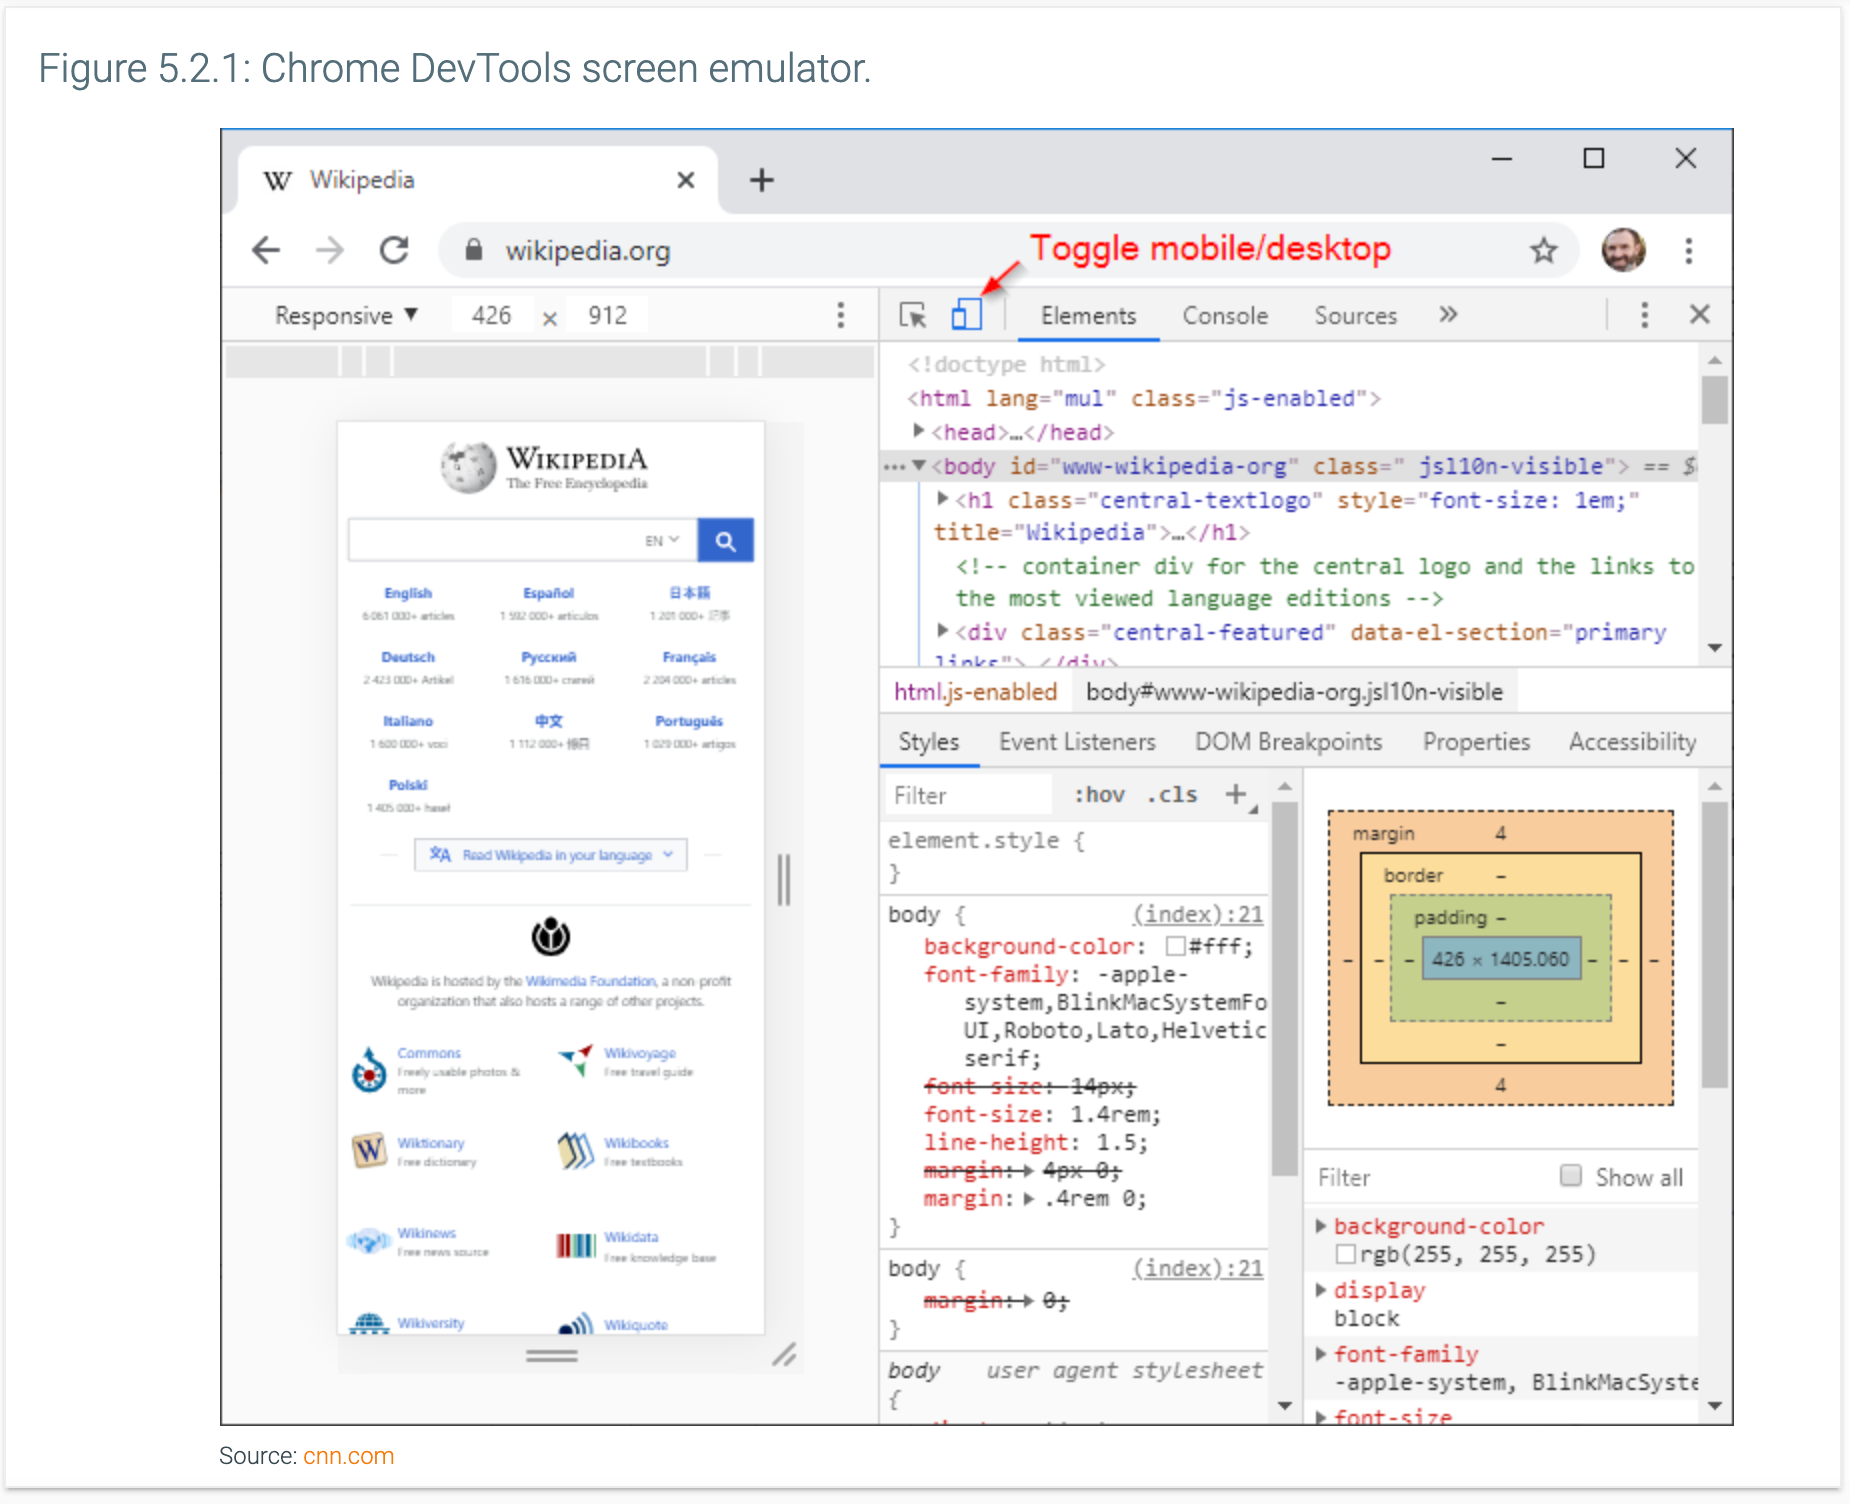 Figure 5.2.1: Chrome DevTools screen emulator.
W Wikipedia
wikipedia.org
Toggle mobile/desktop
Responsive ▼ 426 × 912
Elements Console Sources »
<!doctype html>
<html lang="mul" class="js-enabled">
▶<head>…</head>
…▼<body id="www-wikipedia-org" class=" jsl10n-visible"> == $
▶<h1 class="central-textlogo" style="font-size: 1em;"
title="Wikipedia">…</h1>
<!-- container div for the central logo and the links to
the most viewed language editions -->
▶<div class="central-featured" data-el-section="primary
links">…</div>
html.js-enabled body#www-wikipedia-org.jsl10n-visible
Styles Event Listeners DOM Breakpoints Properties Accessibility
Filter :hov .cls +
element.style {
}
body { (index):21
background-color: #fff;
font-family: -apple-
system,BlinkMacSystemFo
UI,Roboto,Lato,Helvetic
serif;
font-size: 14px;
font-size: 1.4rem;
line-height: 1.5;
margin:▶ 4px 0;
margin:▶ .4rem 0;
}
body { (index):21
margin:▶ 0;
}
body user agent stylesheet
{
margin 4
border –
padding –
– – – 426 × 1405.060 – – –
–
–
4
Filter Show all
▶ background-color
rgb(255, 255, 255)
▶ display
block
▶ font-family
-apple-system, BlinkMacSyste
▶ font-size
WIKIPEDIA
The Free Encyclopedia
EN
English Español 日本語
6 061 000+ articles 1 592 000+ artículos 1 201 000+ 記事
Deutsch Русский Français
2 423 000+ Artikel 1 616 000+ статей 2 204 000+ articles
Italiano 中文 Português
1 600 000+ voci 1 112 000+ 條目 1 029 000+ artigos
Polski
1 405 000+ haseł
Read Wikipedia in your language
Wikipedia is hosted by the Wikimedia Foundation, a non-profit
organization that also hosts a range of other projects.
Commons Wikivoyage
Freely usable photos & Free travel guide
more
Wiktionary Wikibooks
Free dictionary Free textbooks
Wikinews Wikidata
Free news source Free knowledge base
Wikiversity Wikiquote
Source: cnn.com